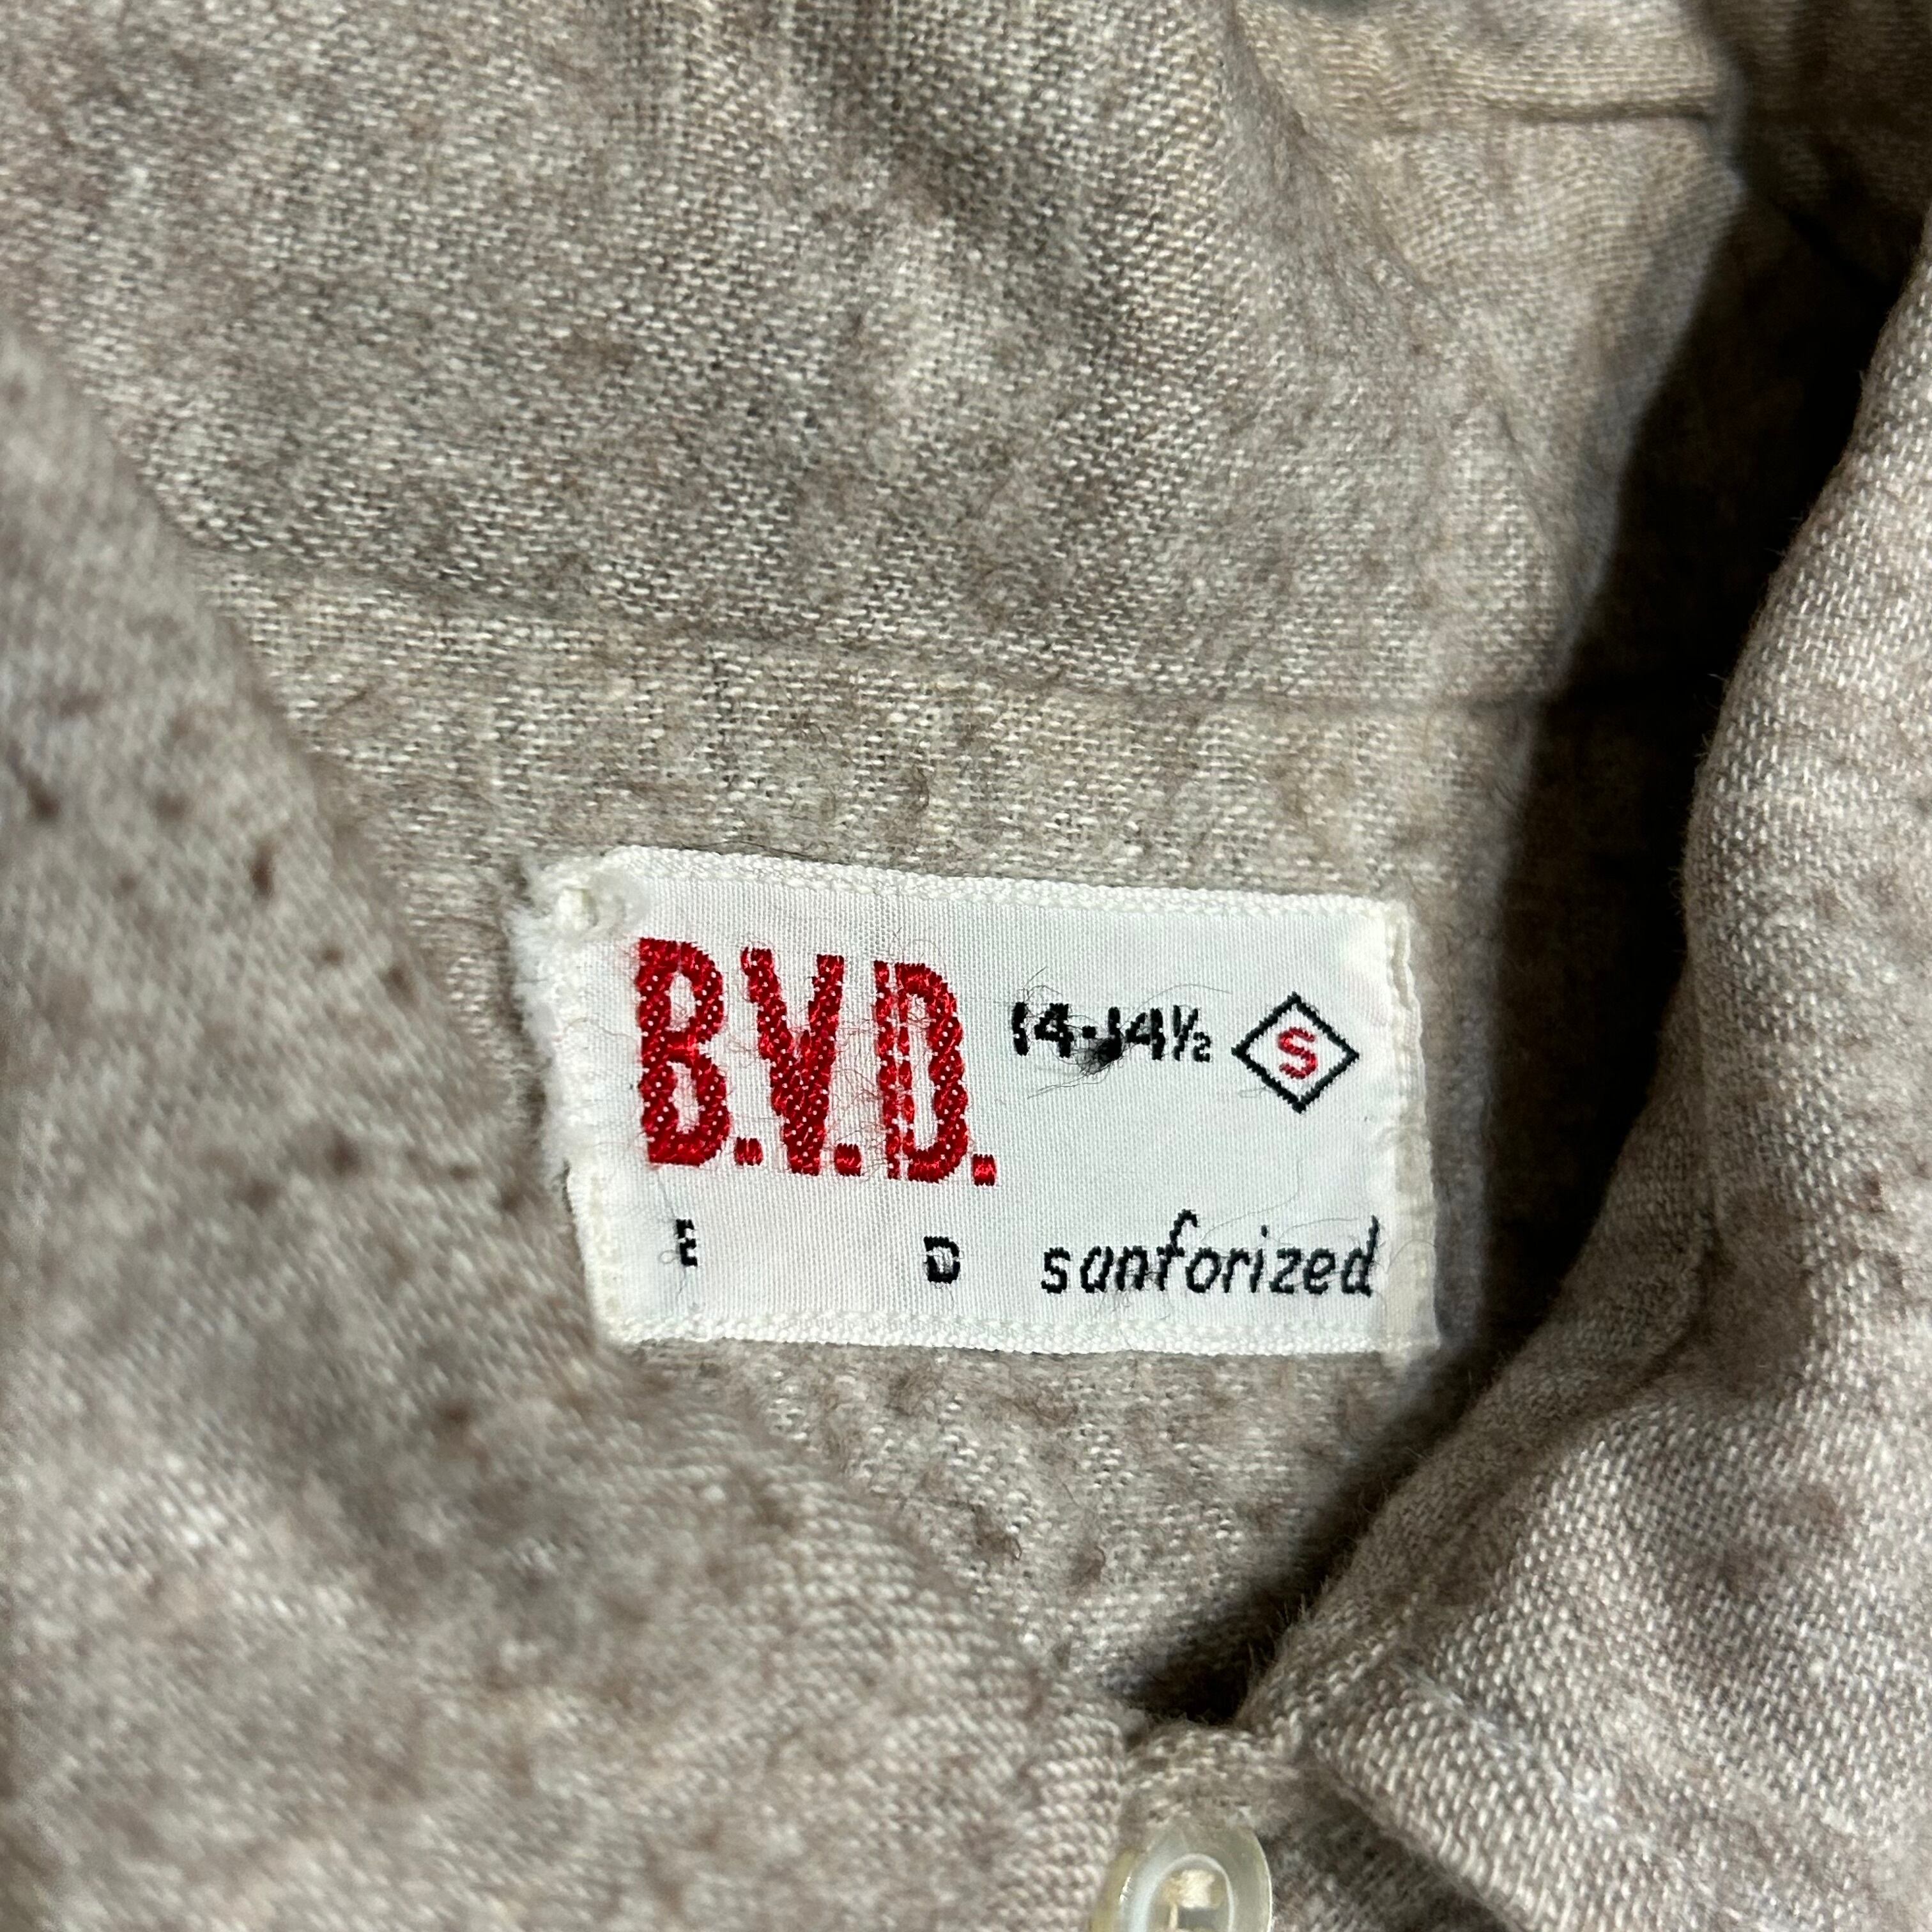 B.V.D. 14-14½ S
E D sanforized